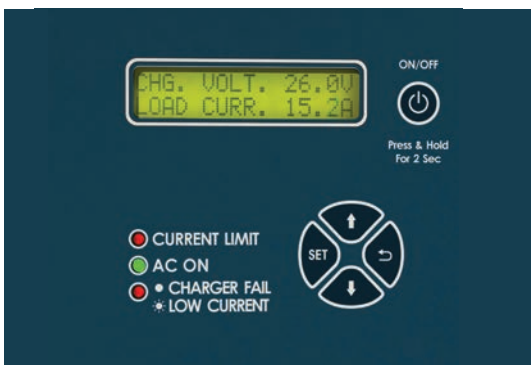 CHG. VOLT. 26.0V
LOAD CURR. 15.2A
ON/OFF
Press & Hold
For 2 Sec
CURRENT LIMIT
AC ON
CHARGER FAIL
LOW CURRENT
SET